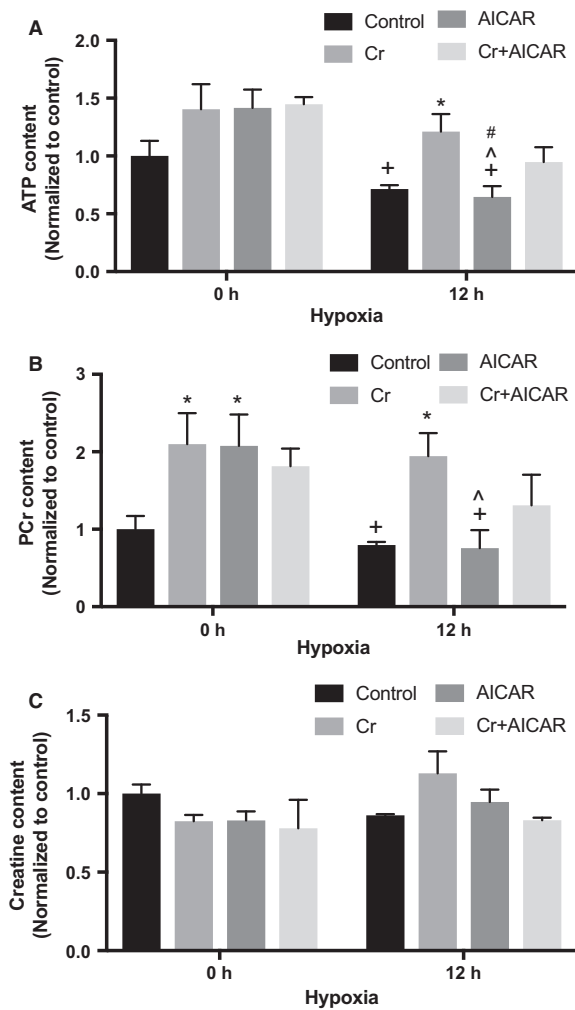 A
Control
AICAR
Cr
Cr+AICAR
ATP content
(Normalized to control)
2.0
1.5
1.0
0.5
0.0
*
#
^
+
+
0 h
12 h
Hypoxia
B
Control
AICAR
Cr
Cr+AICAR
PCr content
(Normalized to control)
3
2
1
0
*
*
*
^
+
+
0 h
12 h
Hypoxia
C
Control
AICAR
Cr
Cr+AICAR
Creatine content
(Normalized to control)
1.5
1.0
0.5
0.0
0 h
12 h
Hypoxia